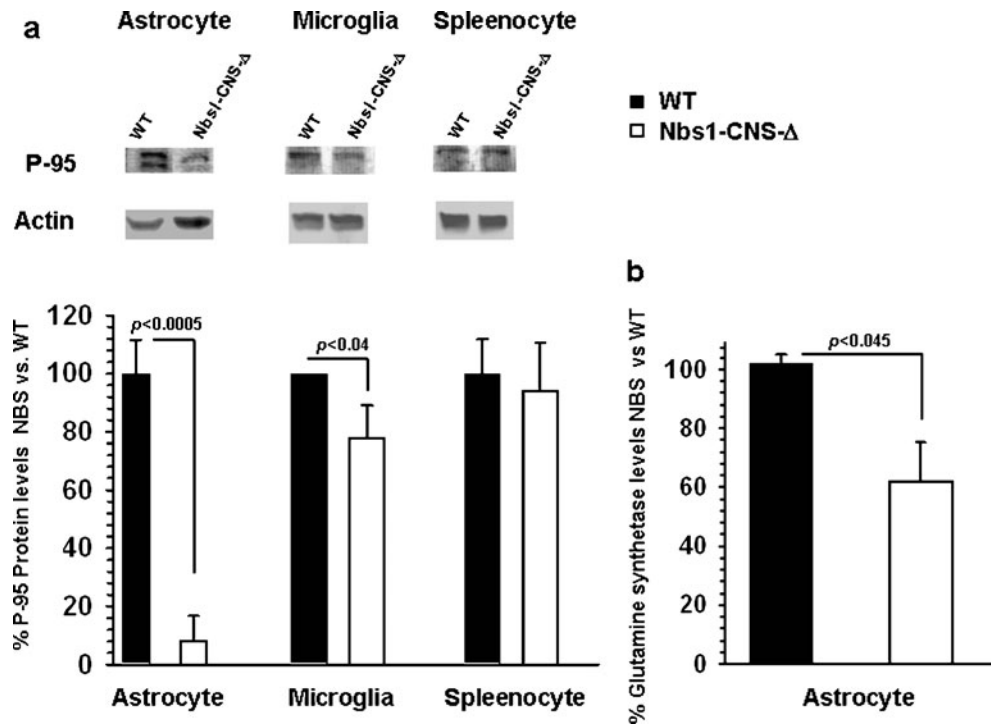 a
Astrocyte Microglia Spleenocyte
WT Nbs1-CNS-Δ WT Nbs1-CNS-Δ WT Nbs1-CNS-Δ
WT
Nbs1-CNS-Δ
P-95
Actin
% P-95 Protein levels NBS vs. WT
120
100
80
60
40
20
0
p<0.0005
p<0.04
Astrocyte Microglia Spleenocyte
b
% Glutamine synthetase levels NBS vs WT
100
80
60
40
20
0
p<0.045
Astrocyte